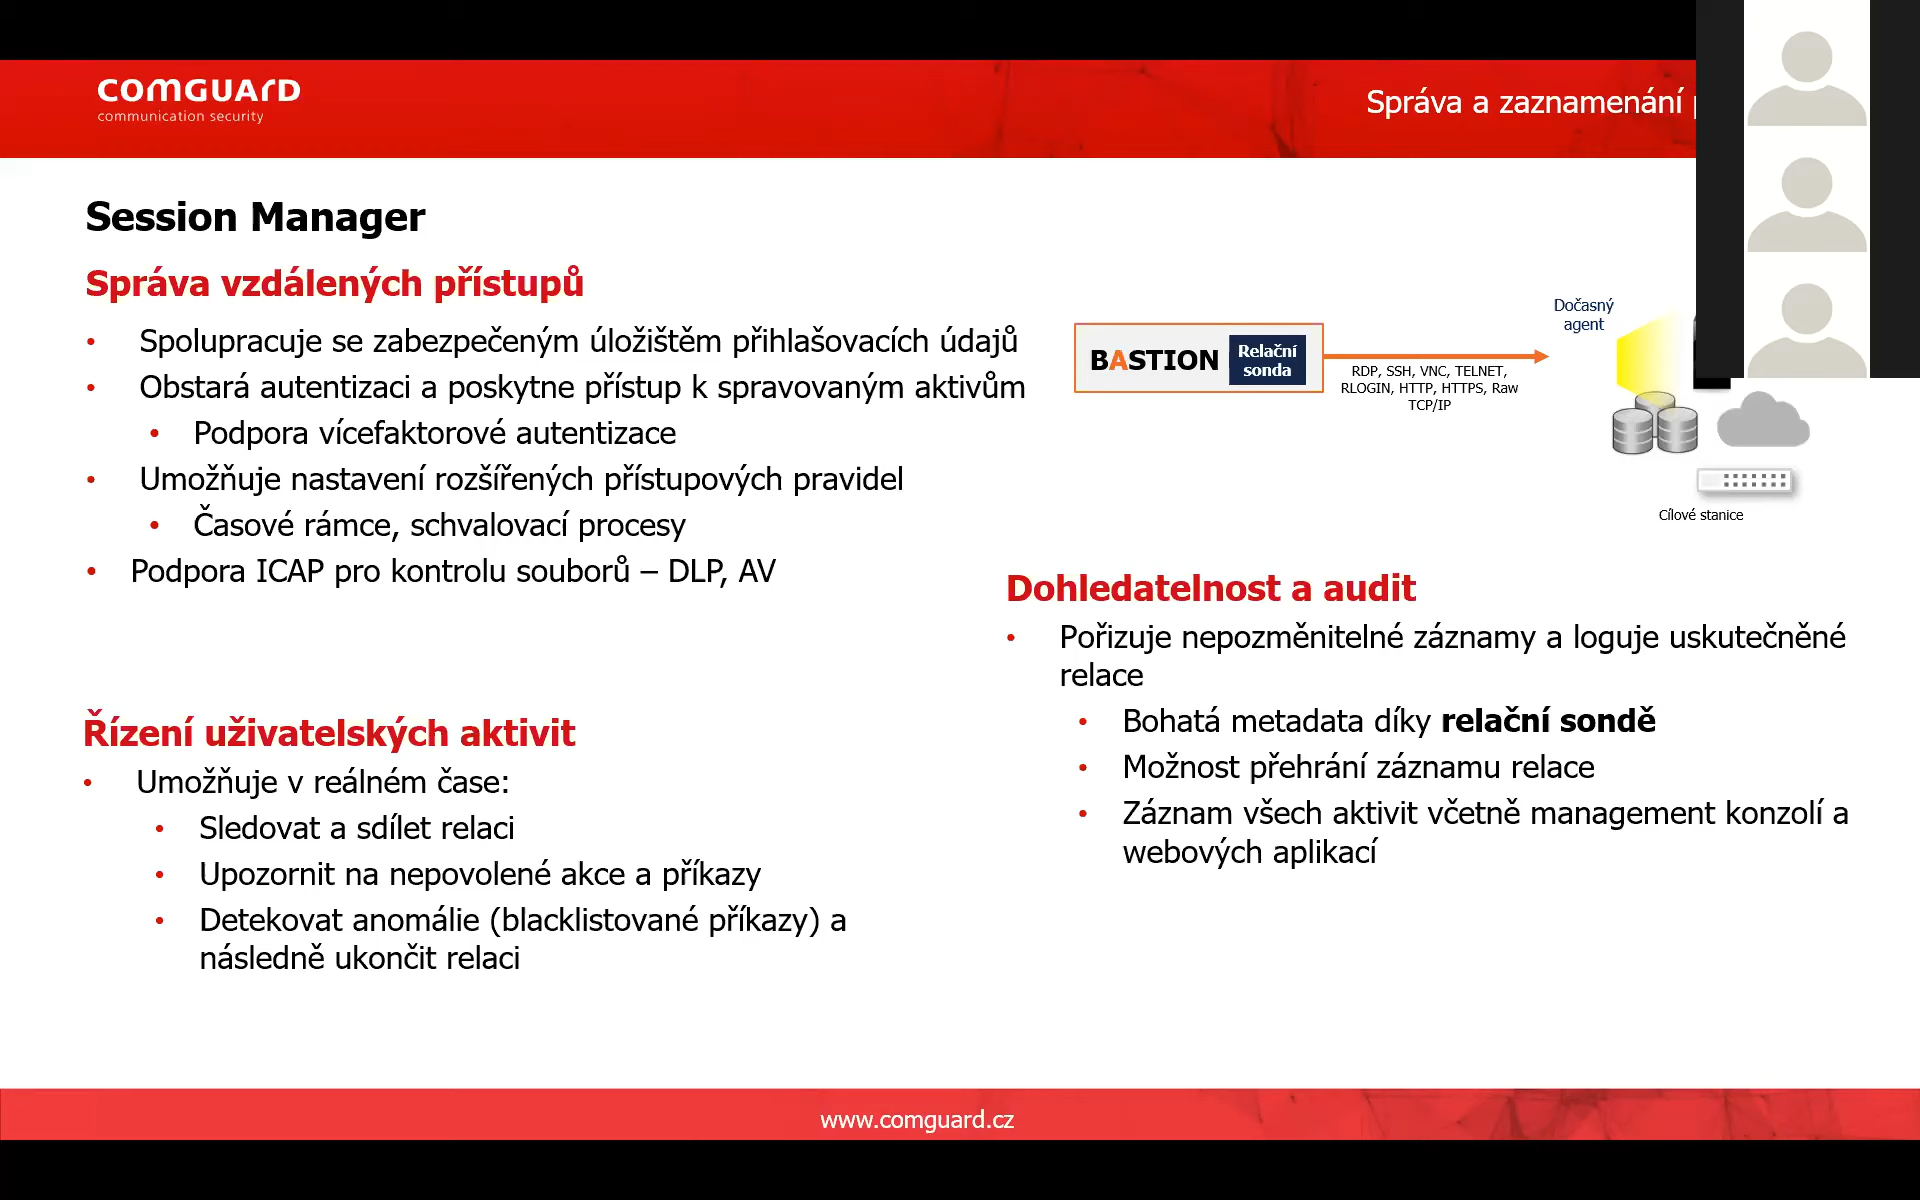 comguard
communication security
Správa a zaznamenání
Session Manager
Správa vzdálených přístupů
• Spolupracuje se zabezpečeným úložištěm přihlašovacích údajů
• Obstará autentizaci a poskytne přístup k spravovaným aktivům
• Podpora vícefaktorové autentizace
• Umožňuje nastavení rozšířených přístupových pravidel
• Časové rámce, schvalovací procesy
• Podpora ICAP pro kontrolu souborů – DLP, AV
Řízení uživatelských aktivit
• Umožňuje v reálném čase:
• Sledovat a sdílet relaci
• Upozornit na nepovolené akce a příkazy
• Detekovat anomálie (blacklistované příkazy) a
následně ukončit relaci
BASTION
Relační
sonda
RDP, SSH, VNC, TELNET,
RLOGIN, HTTP, HTTPS, Raw
TCP/IP
Dočasný
agent
Cílové stanice
Dohledatelnost a audit
• Pořizuje nepozměnitelné záznamy a loguje uskutečněné
relace
• Bohatá metadata díky relační sondě
• Možnost přehrání záznamu relace
• Záznam všech aktivit včetně management konzolí a
webových aplikací
www.comguard.cz